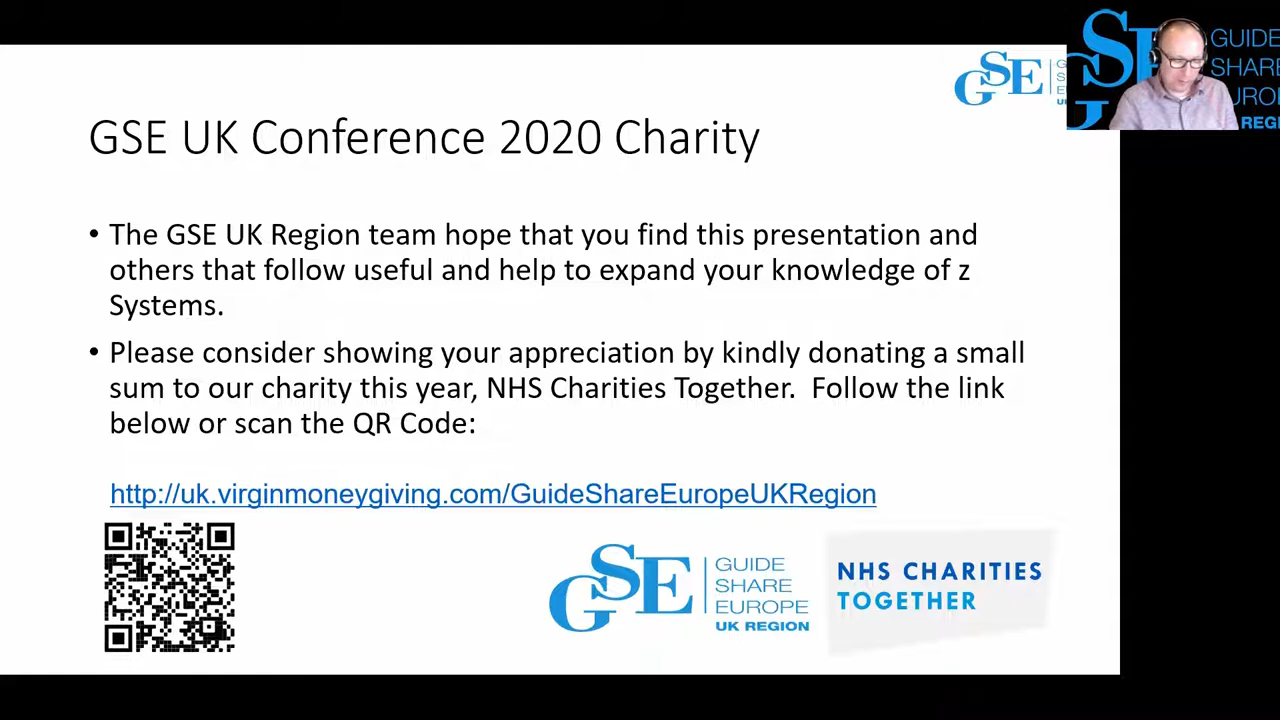 GSE
GUIDE
SHARE
EUROPE
UK REGION
GUIDE
SHARE
GSE UK Conference 2020 Charity
• The GSE UK Region team hope that you find this presentation and
others that follow useful and help to expand your knowledge of z
Systems.
• Please consider showing your appreciation by kindly donating a small
sum to our charity this year, NHS Charities Together.  Follow the link
below or scan the QR Code:
http://uk.virginmoneygiving.com/GuideShareEuropeUKRegion
GSE
NHS CHARITIES
TOGETHER